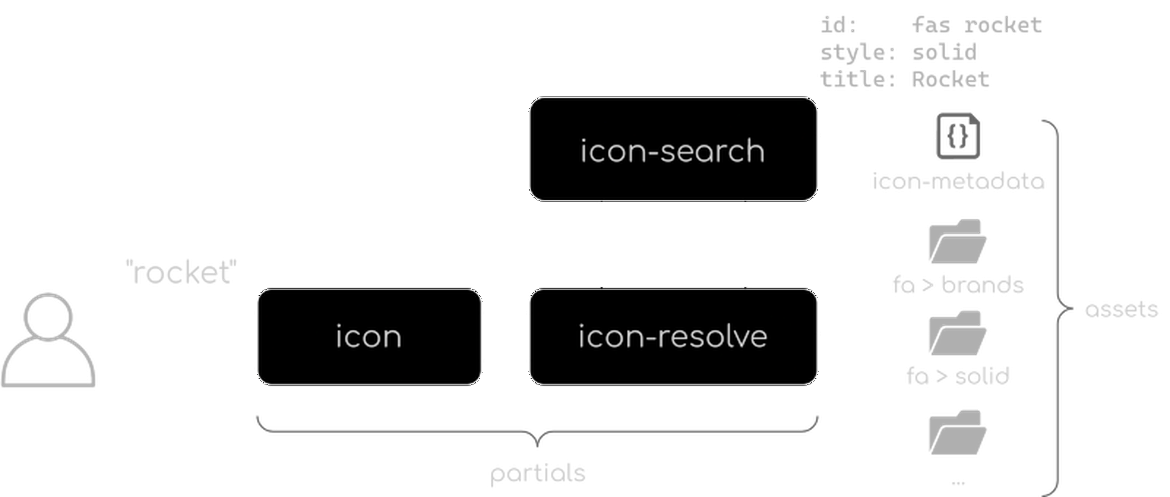 id:    fas rocket
style: solid
title: Rocket
icon-search
{}
icon-metadata
"rocket"
fa > brands
assets
icon
icon-resolve
fa > solid
partials
...